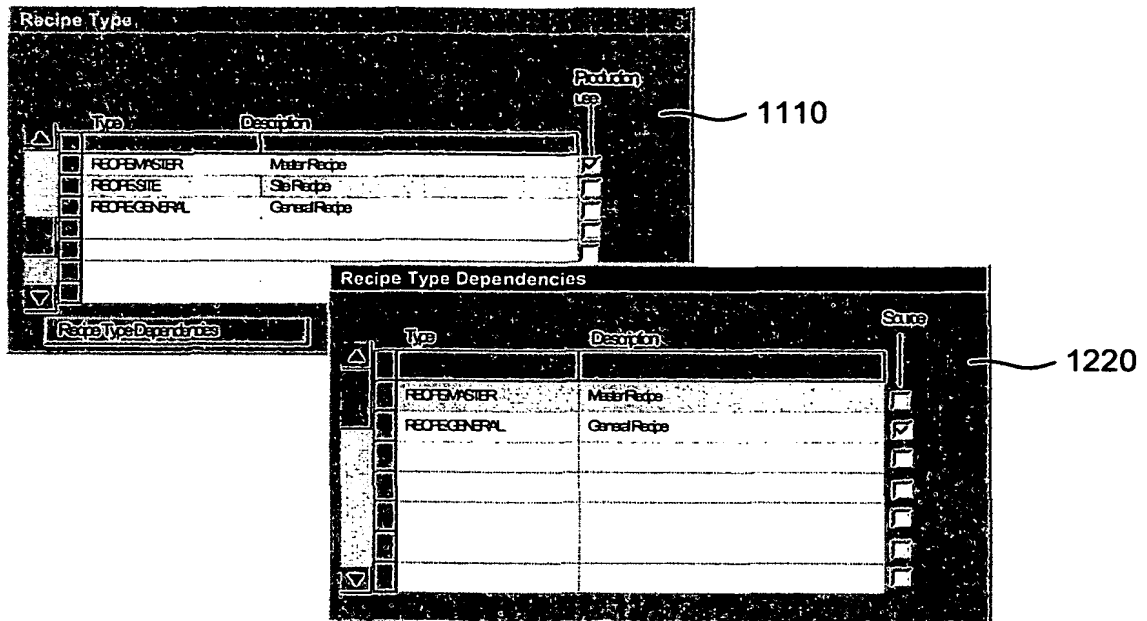 Recipe Type
Production
use
1110
Type Description
RECIPEMASTER Master Recipe
RECIPESITE Site Recipe
RECIPEGENERAL General Recipe
Recipe Type Dependencies
Recipe Type Dependencies
Source
Type Description
1220
RECIPEMASTER Master Recipe
RECIPEGENERAL General Recipe